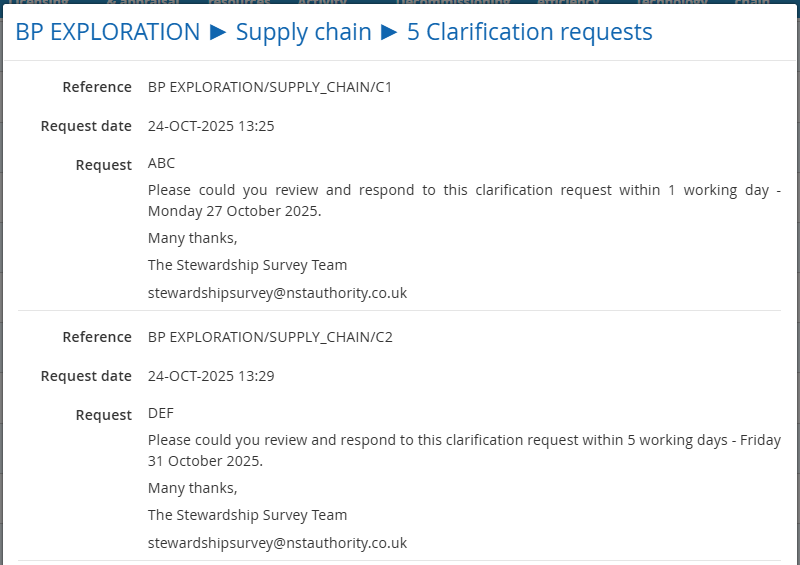 BP EXPLORATION ► Supply chain ► 5 Clarification requests
Reference BP EXPLORATION/SUPPLY_CHAIN/C1
Request date 24-OCT-2025 13:25
Request ABC
Please could you review and respond to this clarification request within 1 working day -
Monday 27 October 2025.
Many thanks,
The Stewardship Survey Team
stewardshipsurvey@nstauthority.co.uk
Reference BP EXPLORATION/SUPPLY_CHAIN/C2
Request date 24-OCT-2025 13:29
Request DEF
Please could you review and respond to this clarification request within 5 working days - Friday
31 October 2025.
Many thanks,
The Stewardship Survey Team
stewardshipsurvey@nstauthority.co.uk